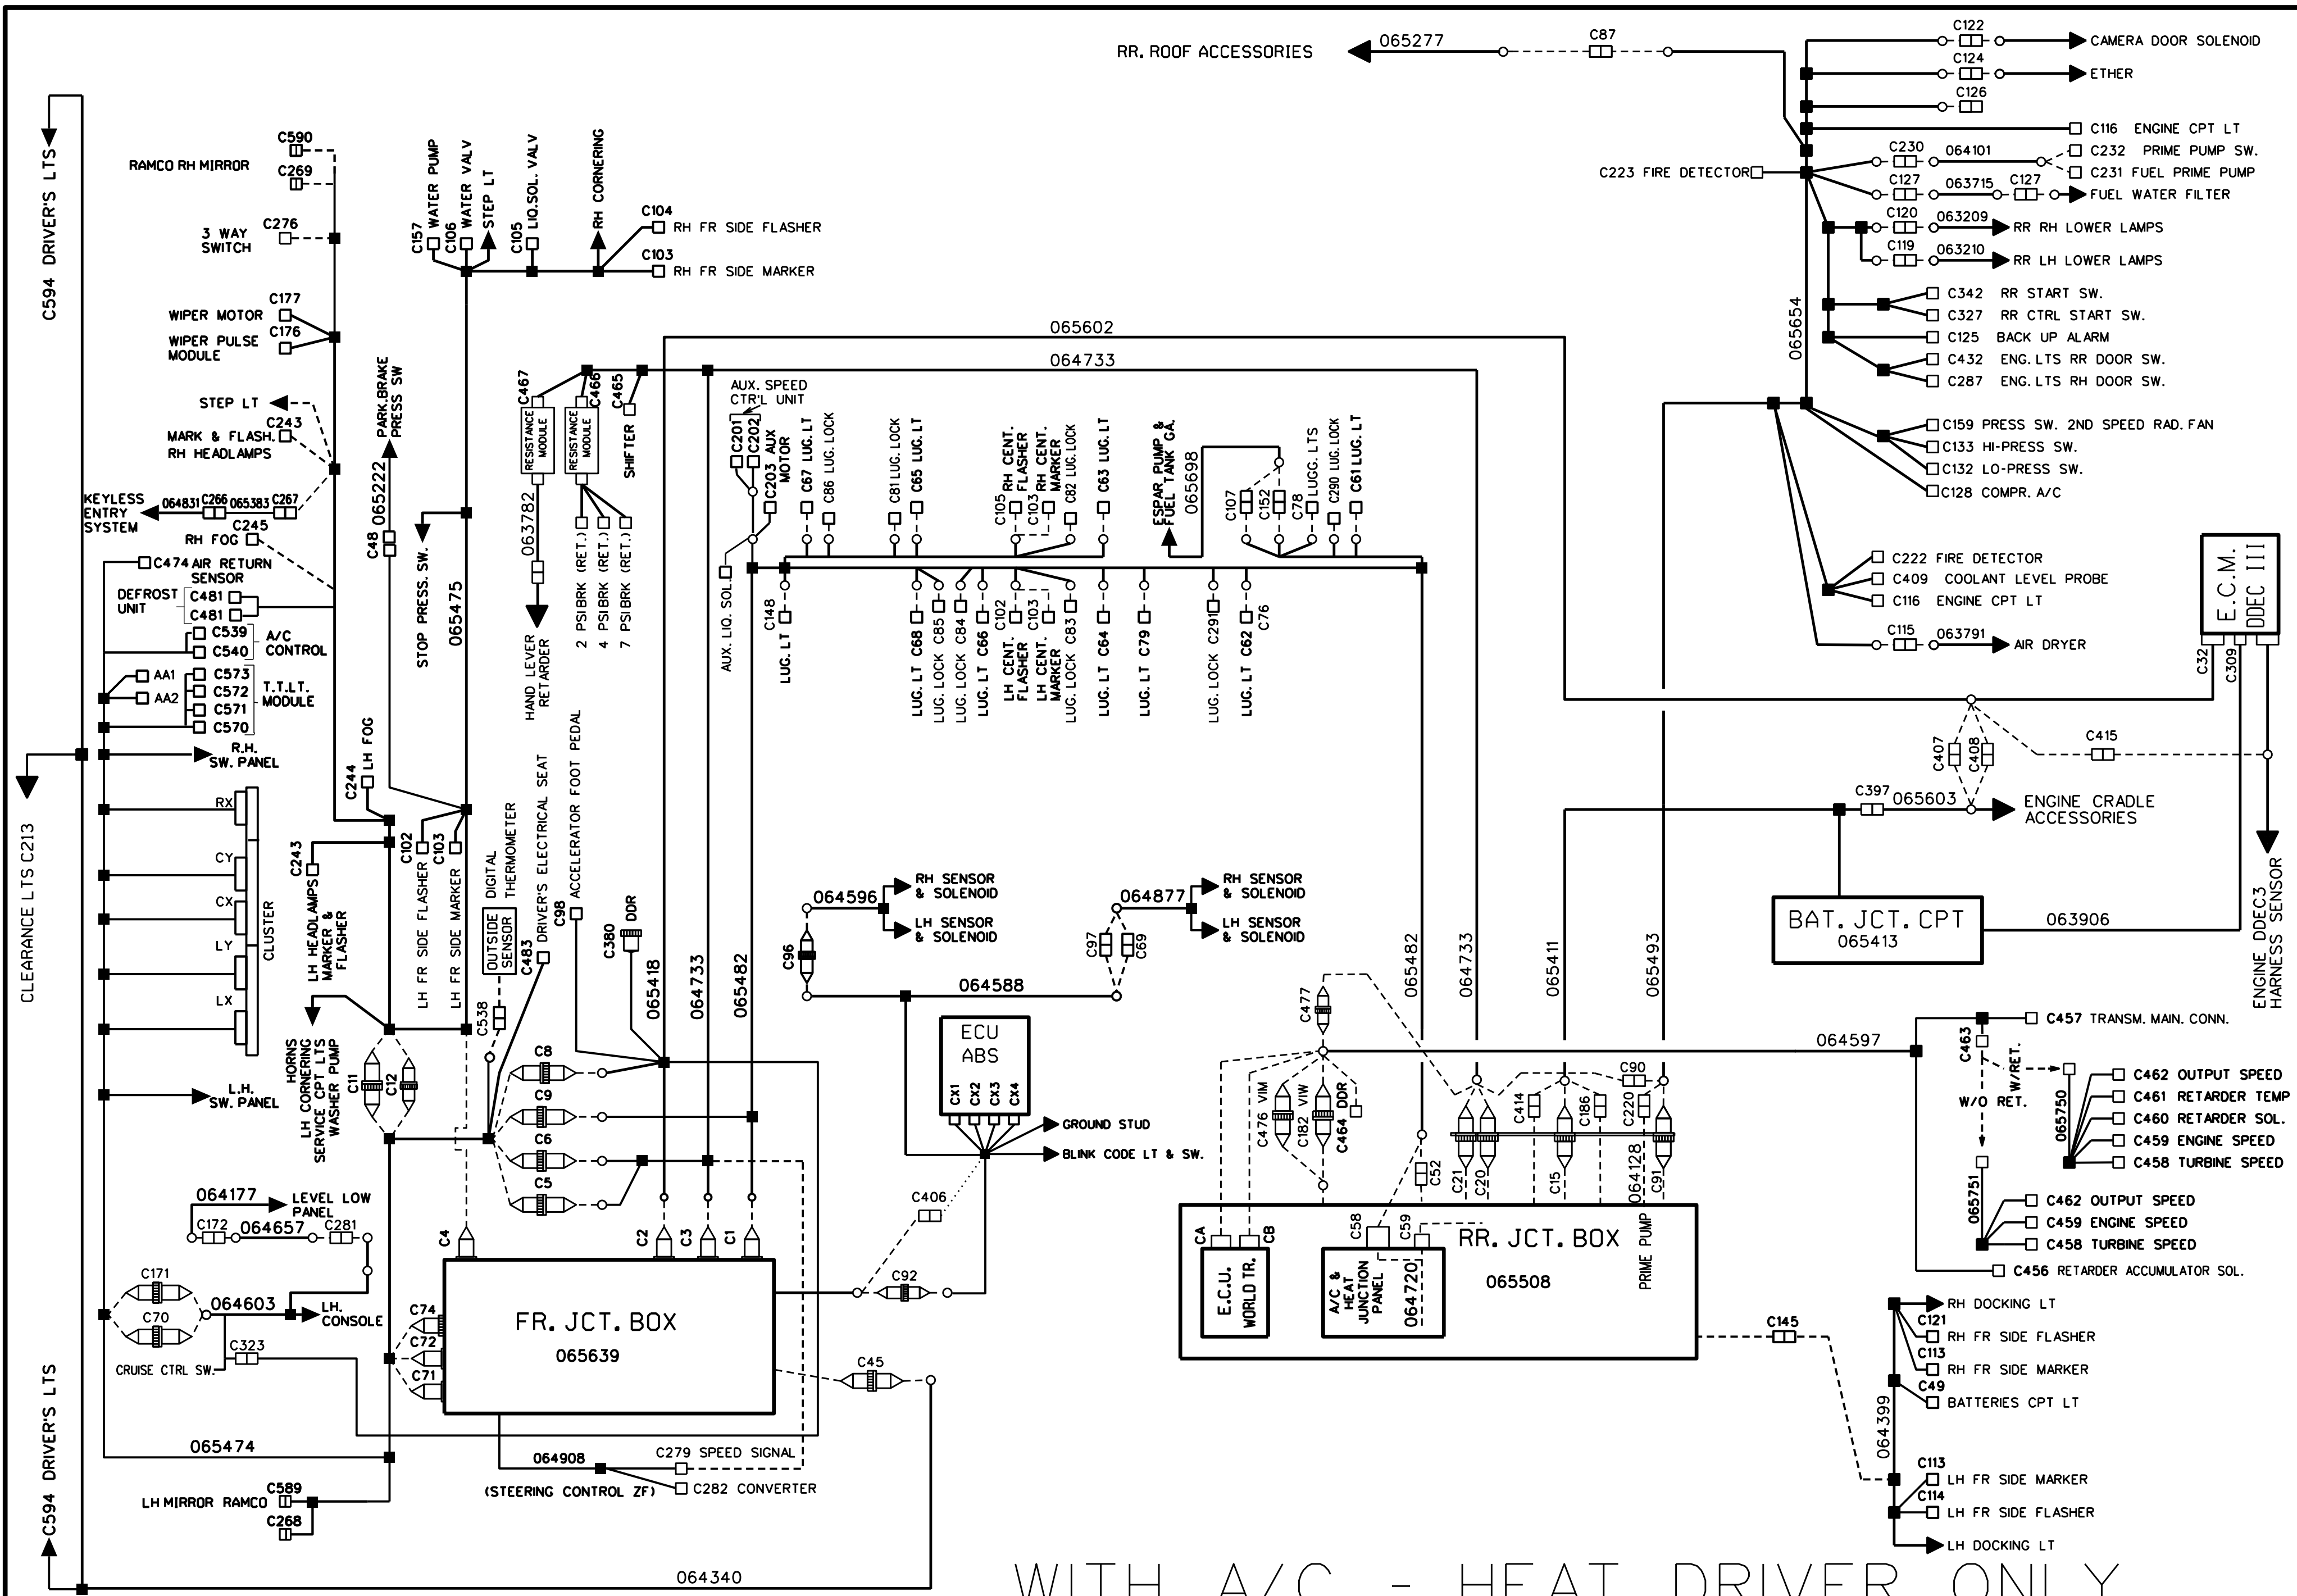 RR. ROOF ACCESSORIES
065277
C87
C122
CAMERA DOOR SOLENOID
C124
ETHER
C126
C116 ENGINE CPT LT
C230
064101
C232 PRIME PUMP SW.
C231 FUEL PRIME PUMP
C223 FIRE DETECTOR
C127
063715
C127
FUEL WATER FILTER
C120
063209
RR RH LOWER LAMPS
C119
063210
RR LH LOWER LAMPS
065654
C342 RR START SW.
C327 RR CTRL START SW.
C125 BACK UP ALARM
C432 ENG. LTS RR DOOR SW.
C287 ENG. LTS RH DOOR SW.
C159 PRESS SW. 2ND SPEED RAD. FAN
C133 HI-PRESS SW.
C132 LO-PRESS SW.
C128 COMPR. A/C
C222 FIRE DETECTOR
C409 COOLANT LEVEL PROBE
C116 ENGINE CPT LT
C115
063791
AIR DRYER
E.C.M.
DDEC III
C32
C309
C407
C408
C415
C397
065603
ENGINE CRADLE
ACCESSORIES
BAT. JCT. CPT
065413
063906
ENGINE DDEC3
HARNESS SENSOR
C594 DRIVER'S LTS
C590
RAMCO RH MIRROR
C269
C276
3 WAY
SWITCH
C177
WIPER MOTOR
C176
WIPER PULSE
MODULE
STEP LT
C243
MARK & FLASH.
RH HEADLAMPS
KEYLESS
ENTRY
SYSTEM
064831
C266
065383
C267
C245
RH FOG
C474 AIR RETURN
SENSOR
DEFROST
UNIT
C481
C481
C539
C540
A/C
CONTROL
AA1
AA2
C573
C572
C571
C570
T.T.LT.
MODULE
R.H.
SW. PANEL
CLEARANCE LTS C213
RX
CY
CX
LY
LX
CLUSTER
L.H.
SW. PANEL
C157
WATER PUMP
C106
WATER VALV
STEP LT
C105
LIQ.SOL. VALV
RH CORNERING
C104
RH FR SIDE FLASHER
C103
RH FR SIDE MARKER
PARK.BRAKE
PRESS SW
065222
C48
STOP PRESS. SW.
065475
C244
LH FOG
C243
LH HEADLAMPS
MARKER &
FLASHER
C102
C103
LH FR SIDE FLASHER
LH FR SIDE MARKER
HORNS
LH CORNERING
SERVICE CPT LTS
WASHER PUMP
C11
C12
DIGITAL
THERMOMETER
OUTSIDE
SENSOR
C538
C483
DRIVER'S ELECTRICAL SEAT
C98
ACCELERATOR FOOT PEDAL
C380
DDR
065602
064733
C467
C466
C465
RESISTANCE
MODULE
RESISTANCE
MODULE
SHIFTER
063782
2 PSI BRK (RET.)
4 PSI BRK (RET.)
7 PSI BRK (RET.)
HAND LEVER
RETARDER
AUX. SPEED
CTR'L UNIT
C201
C202
C203 AUX
MOTOR
AUX. LIQ. SOL.
C67 LUG. LT
C86 LUG. LOCK
C81 LUG. LOCK
C65 LUG. LT
C105
RH CENT.
FLASHER
C103
RH CENT.
MARKER
C82 LUG. LOCK
C63 LUG. LT
ESPAR PUMP &
FUEL TANK GA.
065698
C107
C152
C78
LUGG. LTS
C290 LUG. LOCK
C61 LUG. LT
C148
LUG. LT
LUG. LT C68
LUG. LOCK C85
LUG. LOCK C84
LUG. LT C66
C102
LH CENT.
FLASHER
C103
LH CENT.
MARKER
LUG. LOCK C83
LUG. LT C64
LUG. LT C79
LUG. LOCK C291
LUG. LT C62
C76
065418
064733
065482
064596
RH SENSOR
& SOLENOID
LH SENSOR
& SOLENOID
064877
RH SENSOR
& SOLENOID
LH SENSOR
& SOLENOID
C96
C97
C69
064588
ECU
ABS
CX1
CX2
CX3
CX4
GROUND STUD
BLINK CODE LT & SW.
C406
C92
C45
C8
C9
C6
C5
C4
C2
C3
C1
064177
LEVEL LOW
PANEL
C172
064657
C281
C171
064603
LH.
CONSOLE
C70
C323
CRUISE CTRL SW.
C74
C72
C71
FR. JCT. BOX
065639
065474
064908
C279 SPEED SIGNAL
(STEERING CONTROL ZF)
C282 CONVERTER
LH MIRROR RAMCO
C589
C268
C594 DRIVER'S LTS
064340
065482
064733
065411
065493
C477
C476 VIM
C182 VIW
C464 DDR
C52
C21
C20
C414
C15
C186
C90
C220
064128
C91
PRIME PUMP
CA
CB
E.C.U.
WORLD TR.
C58
C59
A/C &
HEAT
JUNCTION
PANEL
064720
RR. JCT. BOX
065508
064597
C457 TRANSM. MAIN. CONN.
C463
W/RET.
W/O RET.
065750
C462 OUTPUT SPEED
C461 RETARDER TEMP
C460 RETARDER SOL.
C459 ENGINE SPEED
C458 TURBINE SPEED
065751
C462 OUTPUT SPEED
C459 ENGINE SPEED
C458 TURBINE SPEED
C456 RETARDER ACCUMULATOR SOL.
C145
RH DOCKING LT
C121
RH FR SIDE FLASHER
C113
RH FR SIDE MARKER
C49
BATTERIES CPT LT
064399
C113
LH FR SIDE MARKER
C114
LH FR SIDE FLASHER
LH DOCKING LT
WITH A/C - HEAT DRIVER ONLY